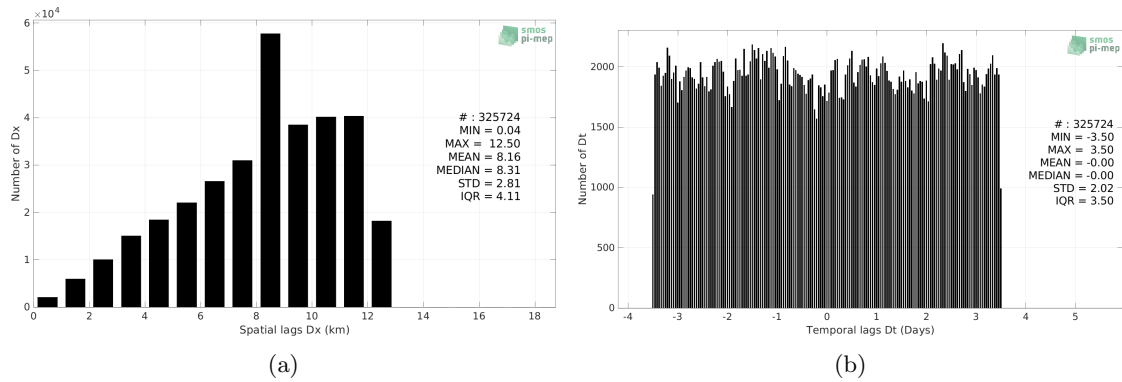 ×10⁴
6
5
4
3
2
1
0
Number of Dx
0 2 4 6 8 10 12 14 16 18
Spatial lags Dx (km)
smos
pi-mep
# : 325724
MIN = 0.04
MAX = 12.50
MEAN = 8.16
MEDIAN = 8.31
STD = 2.81
IQR = 4.11
(a)
2000
1500
1000
500
0
Number of Dt
-4 -3 -2 -1 0 1 2 3 4 5
Temporal lags Dt (Days)
smos
pi-mep
# : 325724
MIN = -3.50
MAX = 3.50
MEAN = -0.00
MEDIAN = -0.00
STD = 2.02
IQR = 3.50
(b)